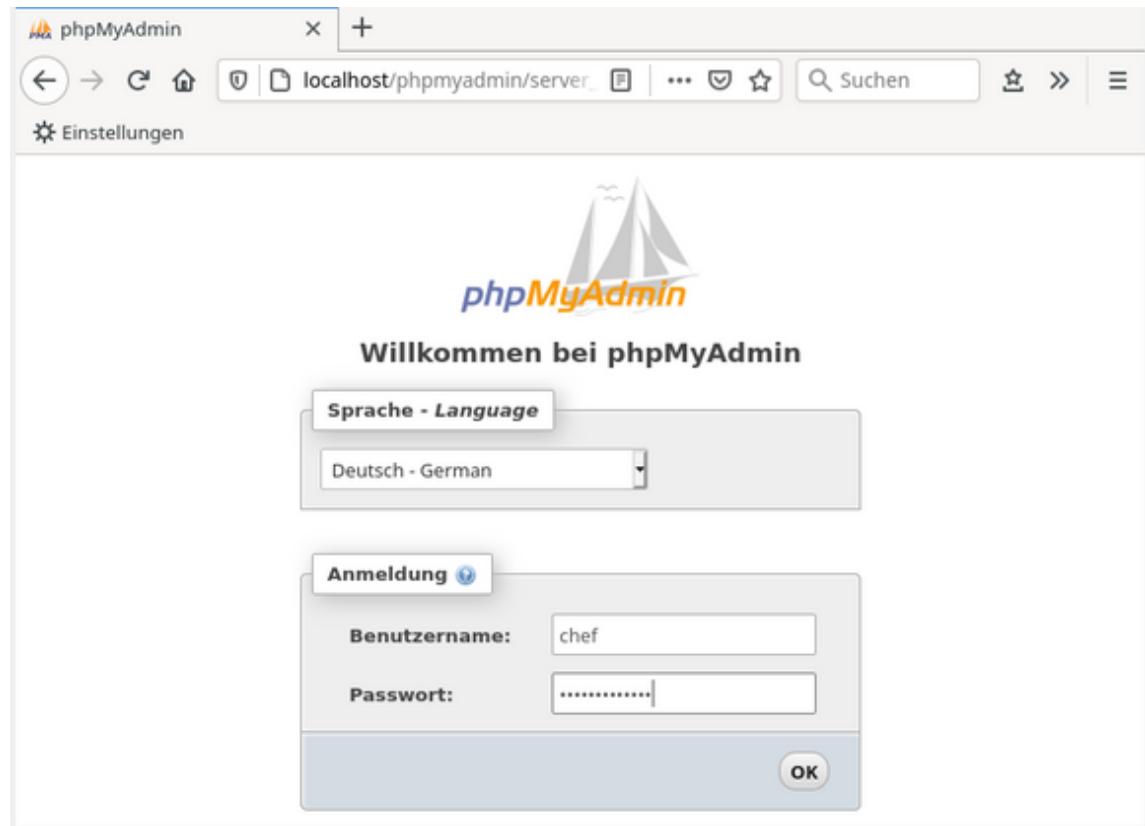 phpMyAdmin
localhost/phpmyadmin/server_
Suchen
Einstellungen
phpMyAdmin
Willkommen bei phpMyAdmin
Sprache - Language
Deutsch - German
Anmeldung
Benutzername: chef
Passwort: •••••••••••••
OK